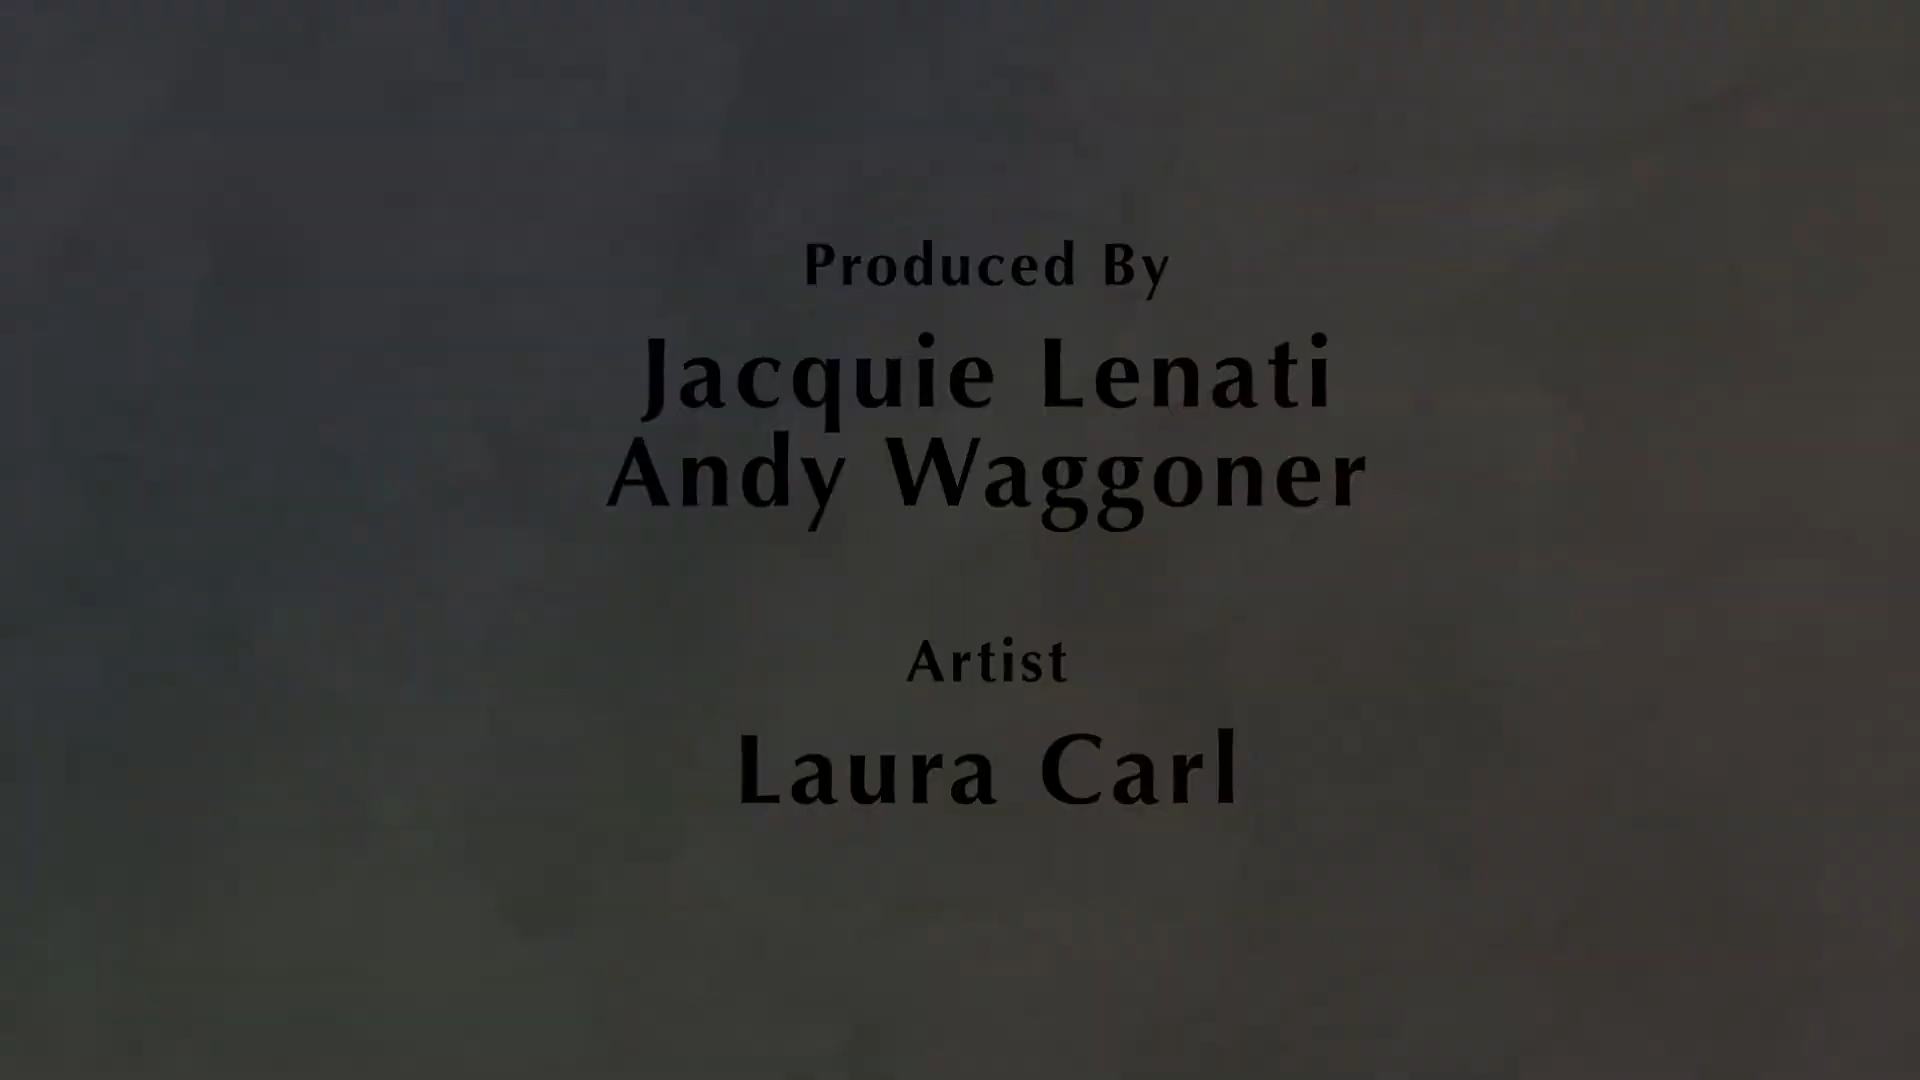 Produced By
Jacquie Lenati
Andy Waggoner
Artist
Laura Carl